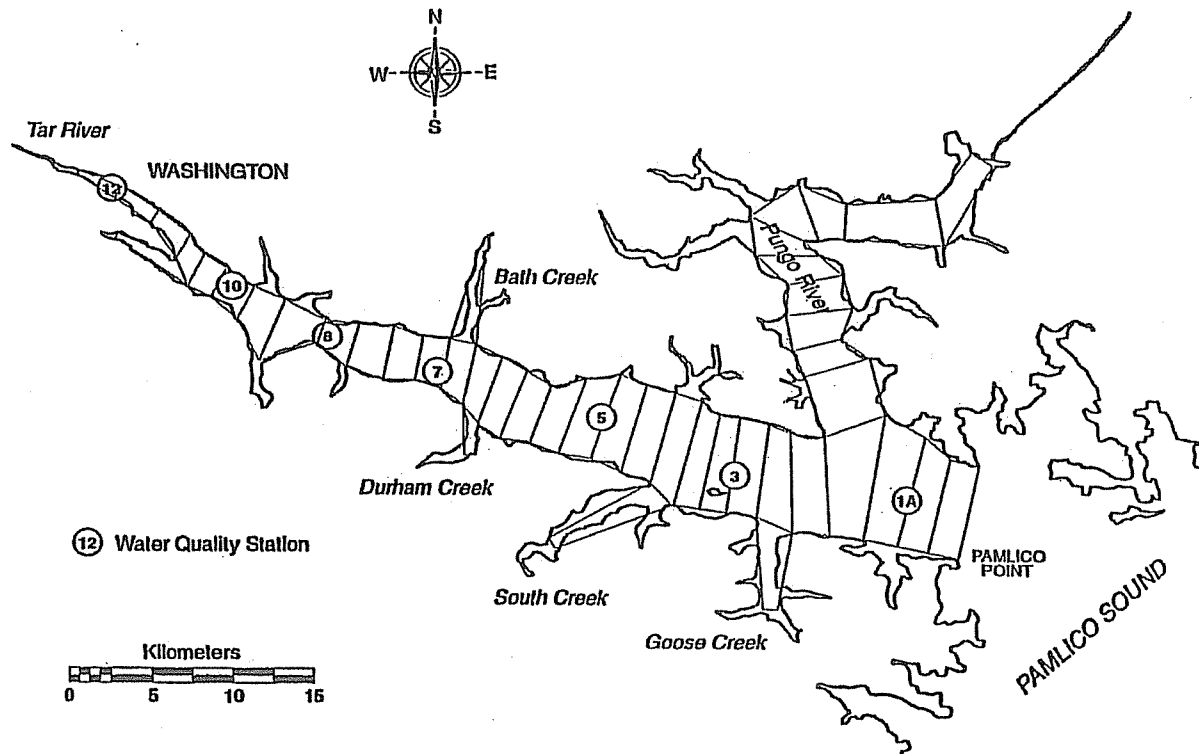 N
W E
S
Tar River
WASHINGTON
12
10
8
7
5
3
1A
Bath Creek
Pungo River
Durham Creek
South Creek
Goose Creek
PAMLICO
POINT
PAMLICO SOUND
12 Water Quality Station
Kilometers
0 5 10 15